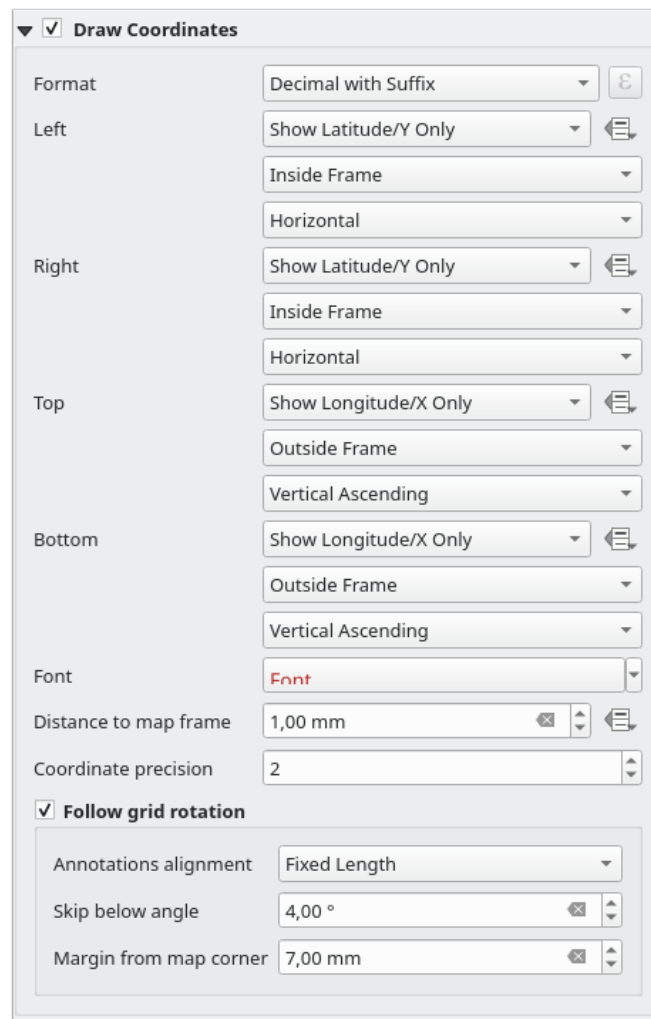 Draw Coordinates
Format Decimal with Suffix ε
Left Show Latitude/Y Only
Inside Frame
Horizontal
Right Show Latitude/Y Only
Inside Frame
Horizontal
Top Show Longitude/X Only
Outside Frame
Vertical Ascending
Bottom Show Longitude/X Only
Outside Frame
Vertical Ascending
Font Font
Distance to map frame 1,00 mm
Coordinate precision 2
Follow grid rotation
Annotations alignment Fixed Length
Skip below angle 4,00 °
Margin from map corner 7,00 mm